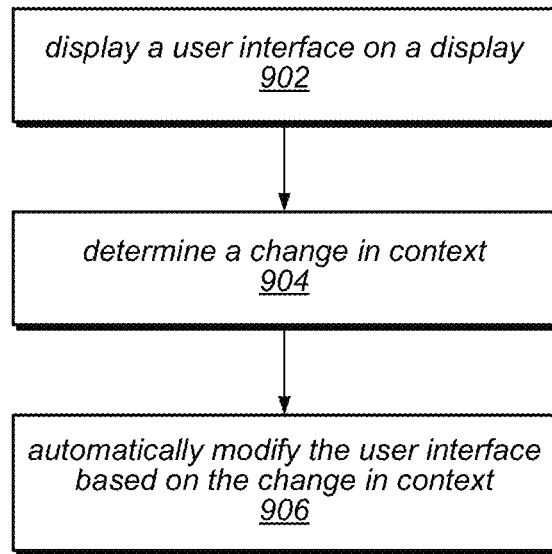 display a user interface on a display
902
determine a change in context
904
automatically modify the user interface
based on the change in context
906